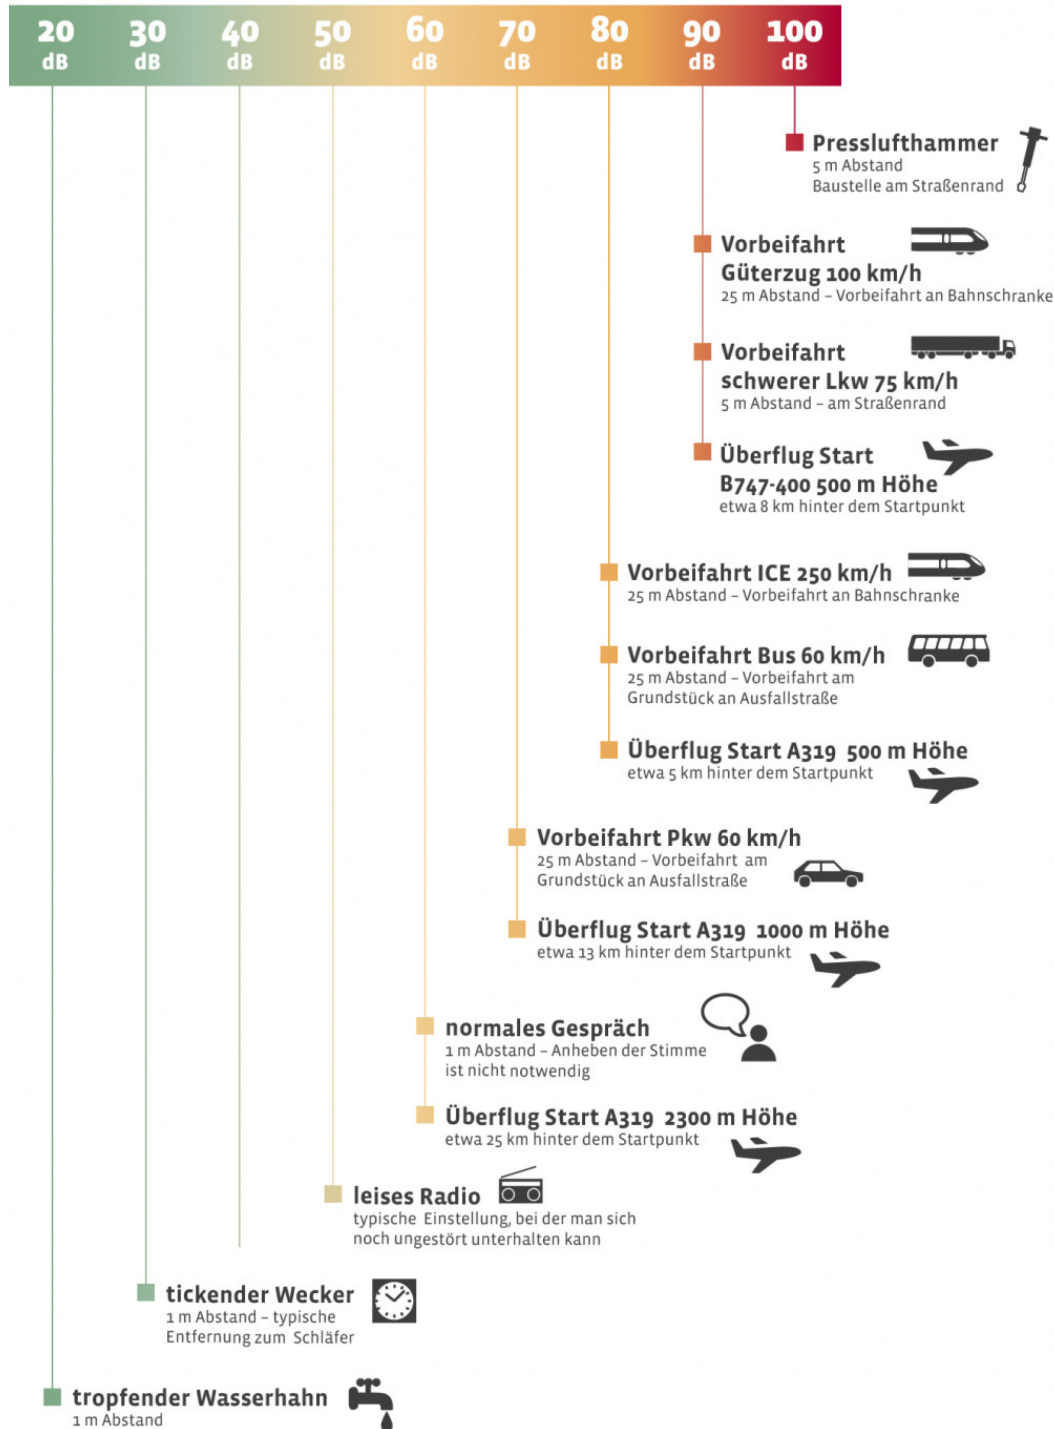 20 30 40 50 60 70 80 90 100
dB dB dB dB dB dB dB dB dB
Presslufthammer
5 m Abstand
Baustelle am Straßenrand
Vorbeifahrt
Güterzug 100 km/h
25 m Abstand – Vorbeifahrt an Bahnschranke
Vorbeifahrt
schwerer Lkw 75 km/h
5 m Abstand – am Straßenrand
Überflug Start
B747-400 500 m Höhe
etwa 8 km hinter dem Startpunkt
Vorbeifahrt ICE 250 km/h
25 m Abstand – Vorbeifahrt an Bahnschranke
Vorbeifahrt Bus 60 km/h
25 m Abstand – Vorbeifahrt am
Grundstück an Ausfallstraße
Überflug Start A319 500 m Höhe
etwa 5 km hinter dem Startpunkt
Vorbeifahrt Pkw 60 km/h
25 m Abstand – Vorbeifahrt am
Grundstück an Ausfallstraße
Überflug Start A319 1000 m Höhe
etwa 13 km hinter dem Startpunkt
normales Gespräch
1 m Abstand – Anheben der Stimme
ist nicht notwendig
Überflug Start A319 2300 m Höhe
etwa 25 km hinter dem Startpunkt
leises Radio
typische Einstellung, bei der man sich
noch ungestört unterhalten kann
tickender Wecker
1 m Abstand – typische
Entfernung zum Schläfer
tropfender Wasserhahn
1 m Abstand